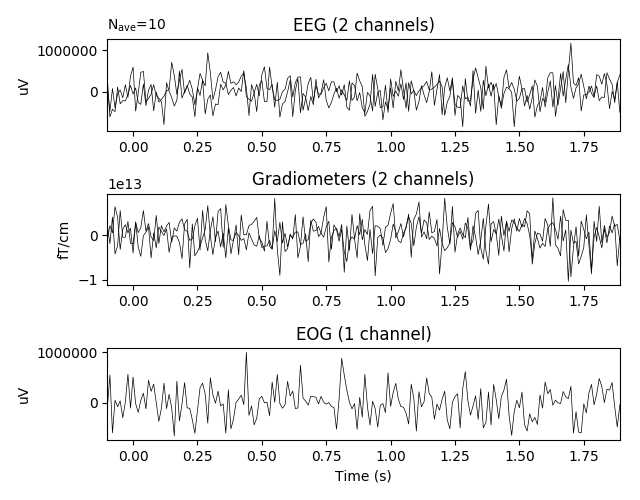 N_ave=10
EEG (2 channels)
1000000
0
uV
0.00 0.25 0.50 0.75 1.00 1.25 1.50 1.75
1e13
Gradiometers (2 channels)
0
−1
fT/cm
0.00 0.25 0.50 0.75 1.00 1.25 1.50 1.75
EOG (1 channel)
1000000
0
uV
0.00 0.25 0.50 0.75 1.00 1.25 1.50 1.75
Time (s)